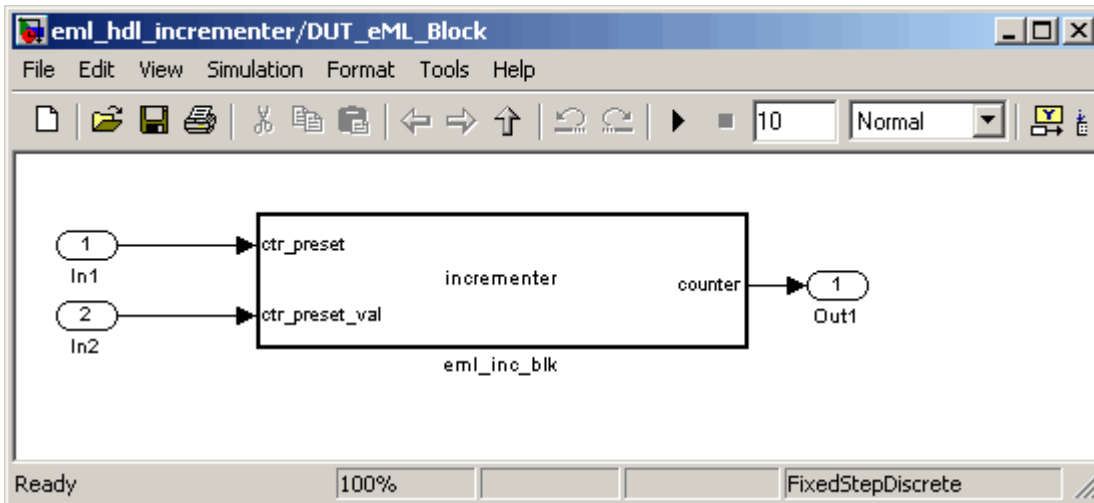 eml_hdl_incrementer/DUT_eML_Block
File Edit View Simulation Format Tools Help
10 Normal
1 ctr_preset
In1
incrementer
counter 1
Out1
2 ctr_preset_val
In2
eml_inc_blk
Ready 100% FixedStepDiscrete